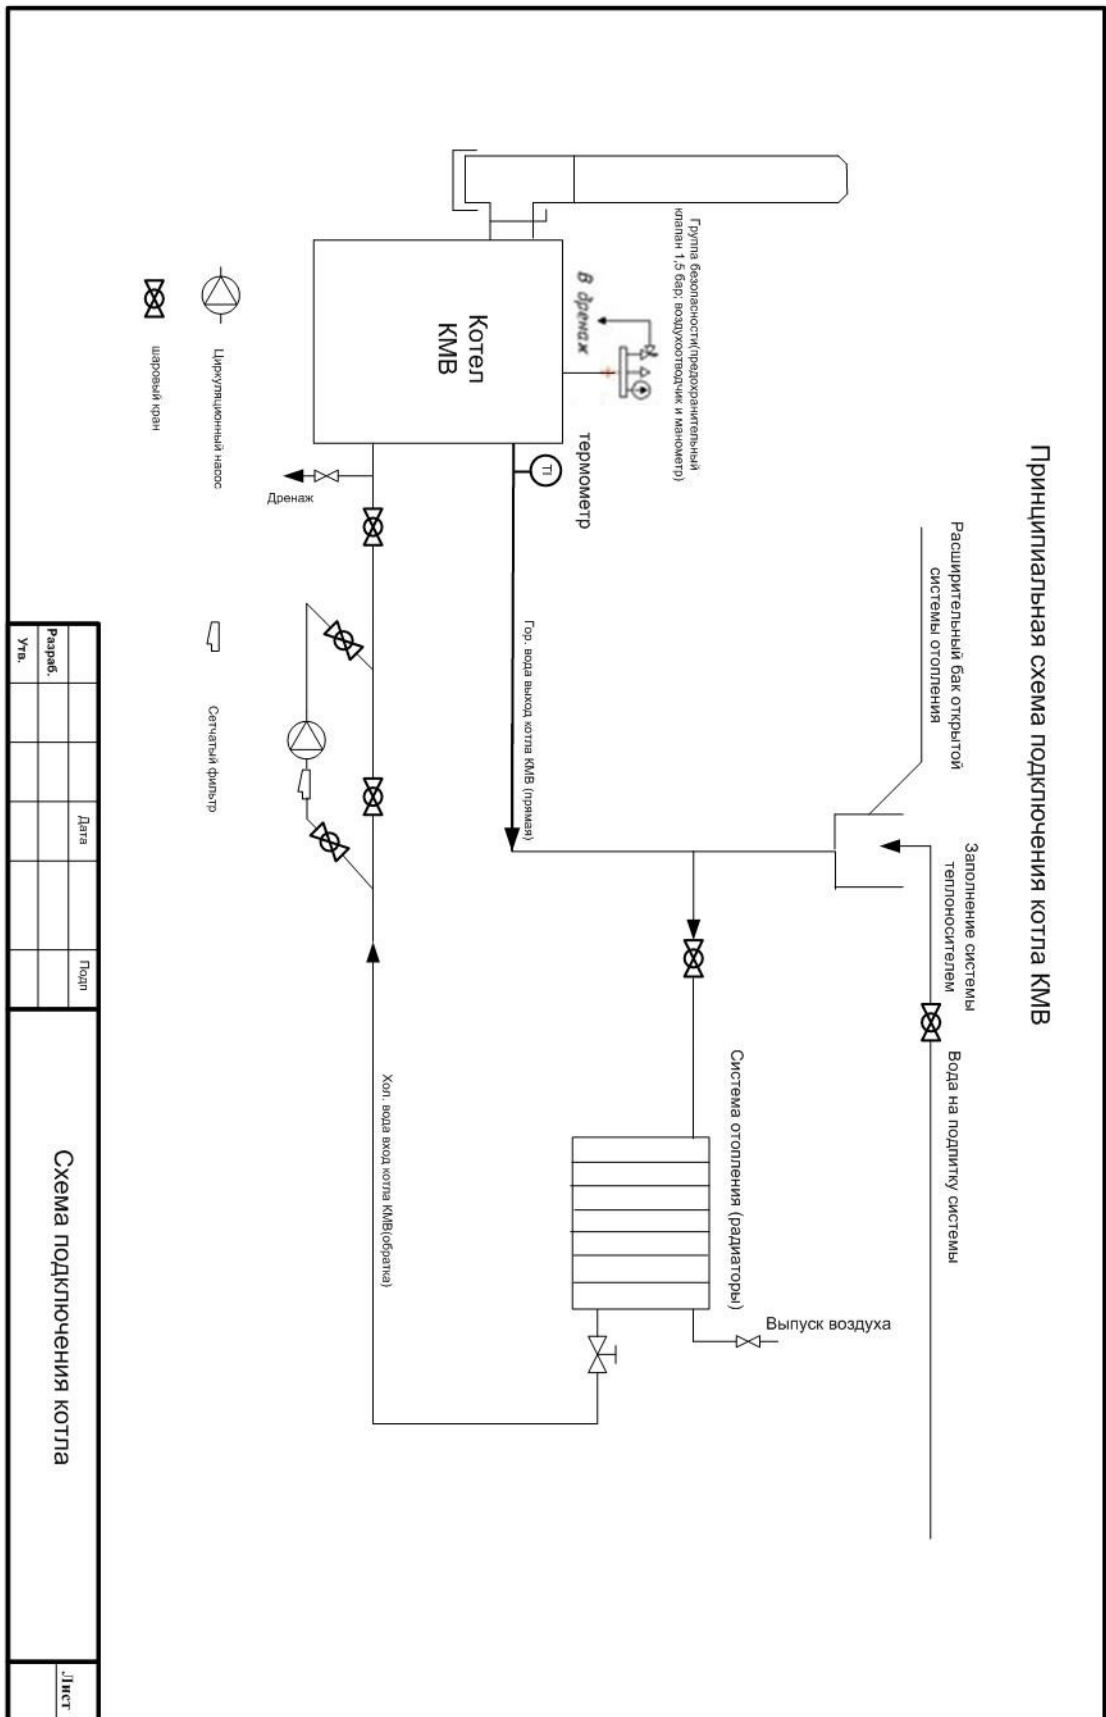 Принципиальная схема подключения котла КМВ
Расширительный бак открытой
системы отопления
Заполнение системы
теплоносителем
Вода на подпитку системы
Группа безопасности(предохранительный
клапан 1,5 бар; воздухоотводчик и манометр)
В дренаж
термометр
TI
Котел
КМВ
Гор. вода выход котла КМВ (прямая)
Система отопления (радиаторы)
Выпуск воздуха
Дренаж
Хол. вода вход котла КМВ(обратка)
Циркуляционный насос
шаровый кран
Сетчатый фильтр
Дата
Подп
Разраб.
Утв.
Схема подключения котла
Лист